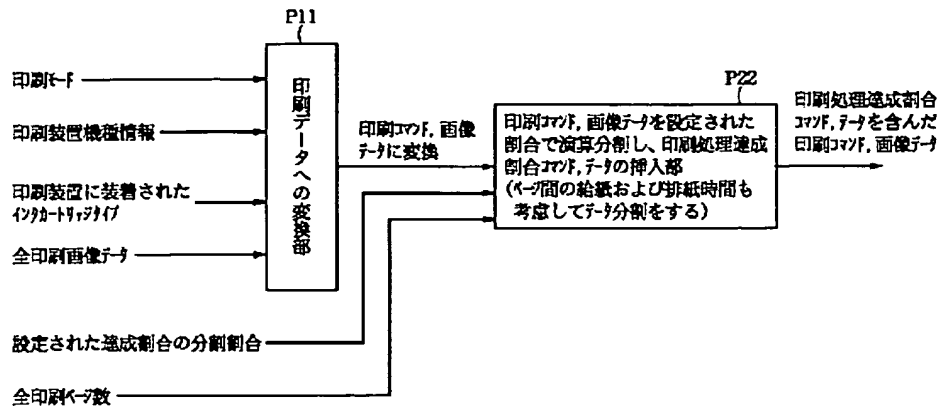 P11
印刷モード
印刷装置機種情報
印刷装置に装着された
インクカートリッジタイプ
全印刷画像データ
設定された達成割合の分割割合
全印刷ページ数
印刷データへの変換部
印刷コマンド, 画像
データに変換
P22
印刷コマンド, 画像データを設定された
割合で演算分割し、印刷処理達成
割合コマンド, データの挿入部
(ページ間の給紙および排紙時間も
考慮してデータ分割をする)
印刷処理達成割合
コマンド, データを含んだ
印刷コマンド, 画像データ